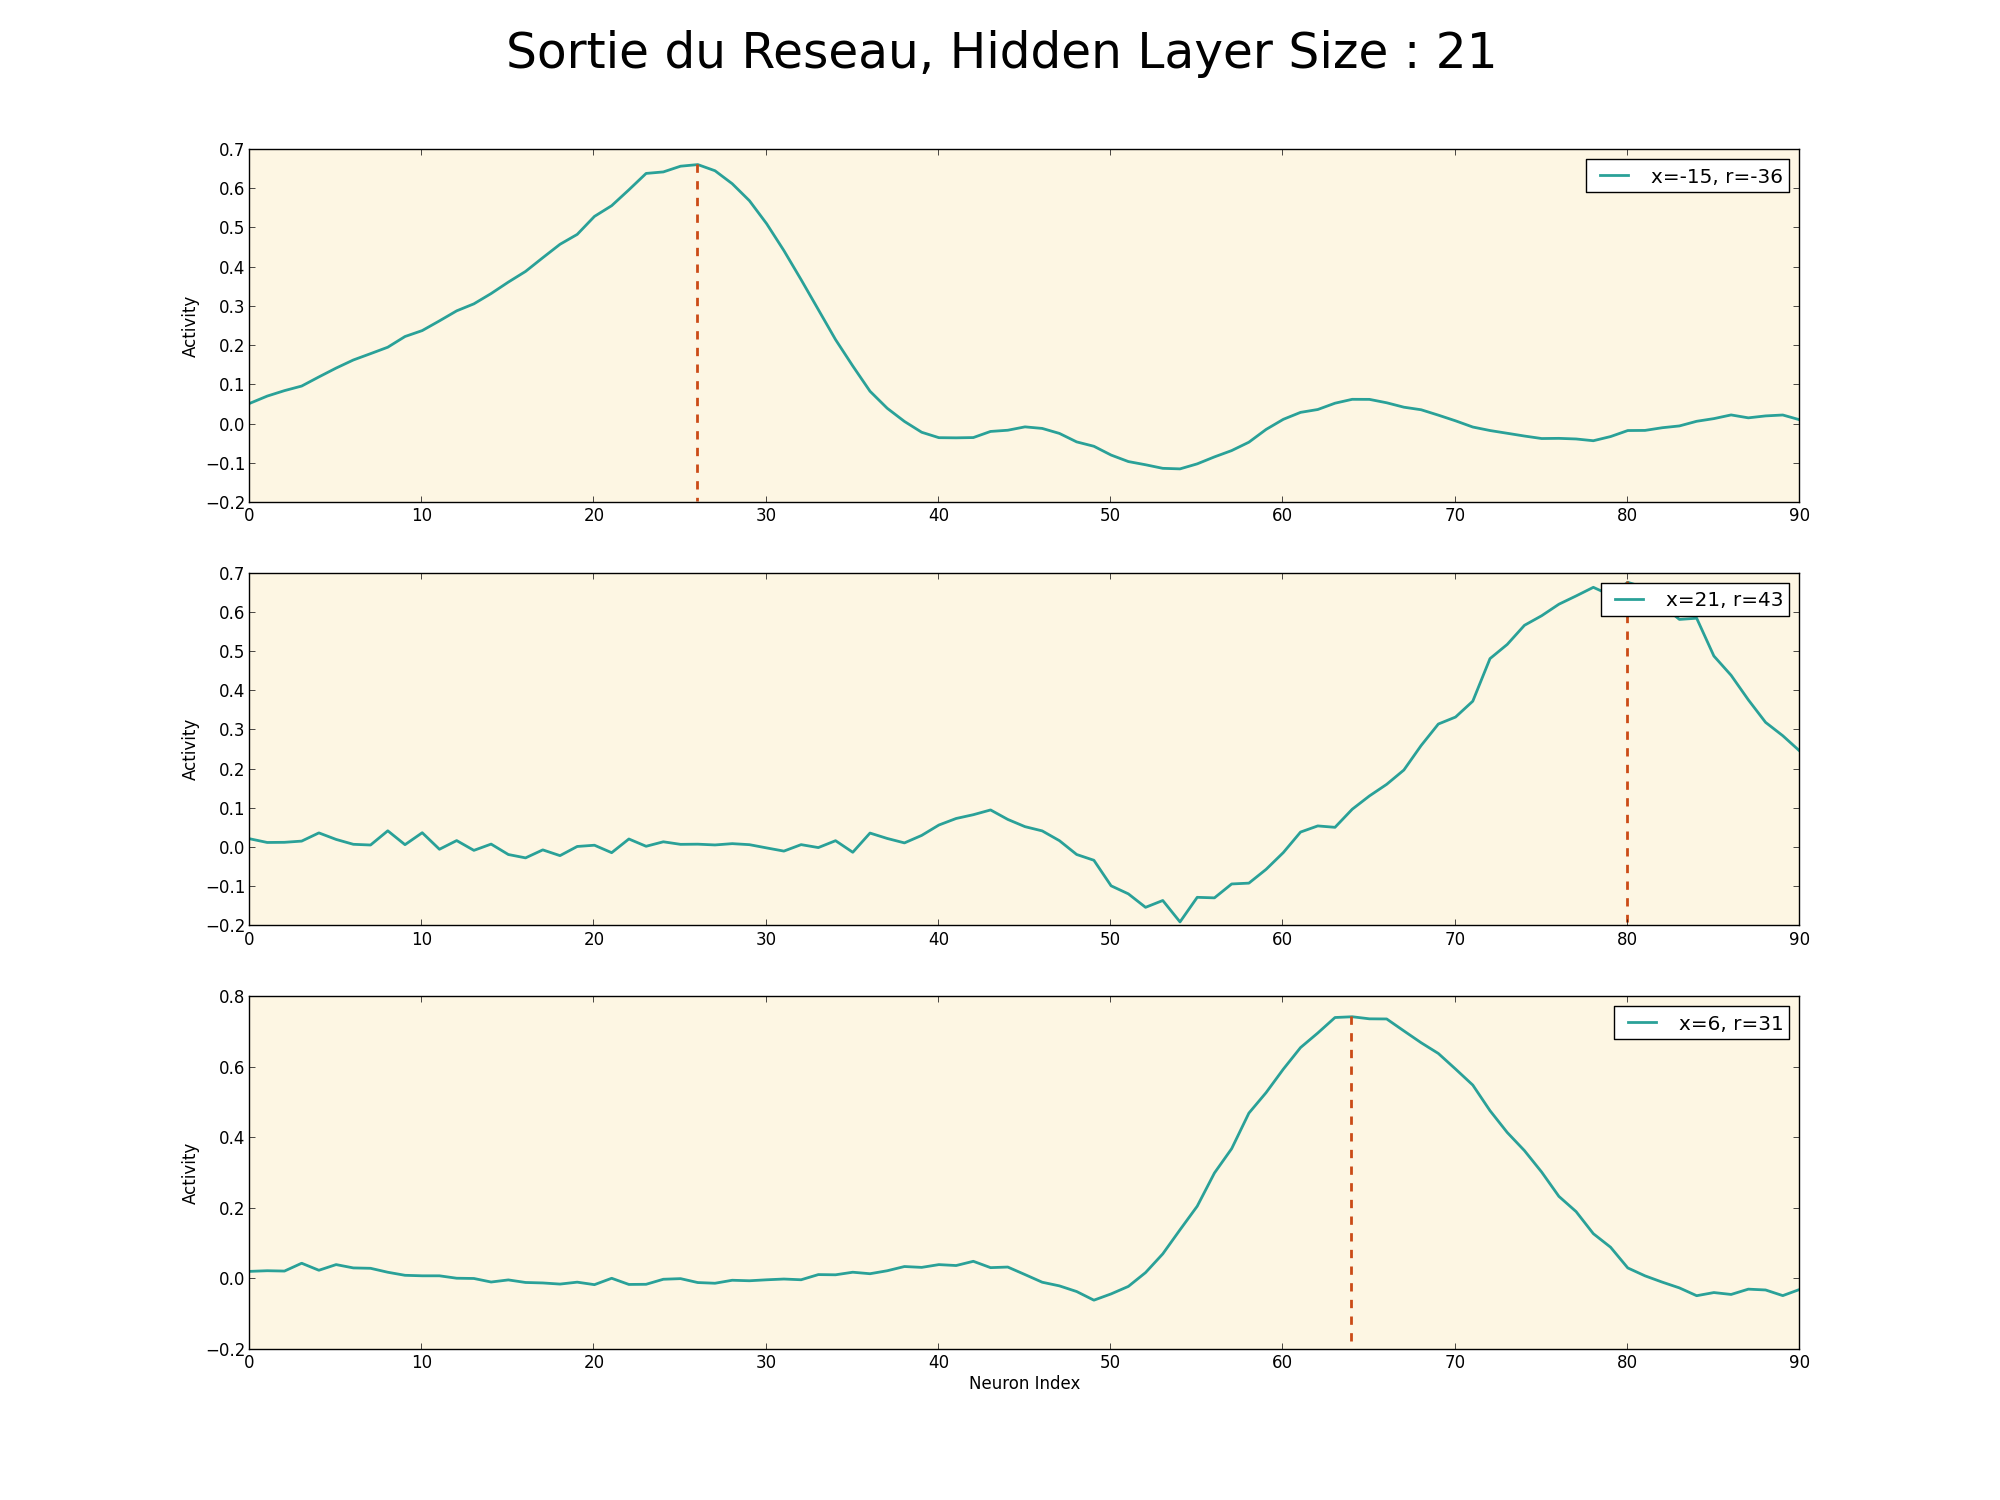 Sortie du Reseau, Hidden Layer Size : 21
0.7
0.6
0.5
0.4
0.3
0.2
0.1
0.0
−0.1
−0.2
Activity
x=-15, r=-36
0 10 20 30 40 50 60 70 80 90
0.7
0.6
0.5
0.4
0.3
0.2
0.1
0.0
−0.1
−0.2
Activity
x=21, r=43
0 10 20 30 40 50 60 70 80 90
0.8
0.6
0.4
0.2
0.0
−0.2
Activity
x=6, r=31
0 10 20 30 40 50 60 70 80 90
Neuron Index